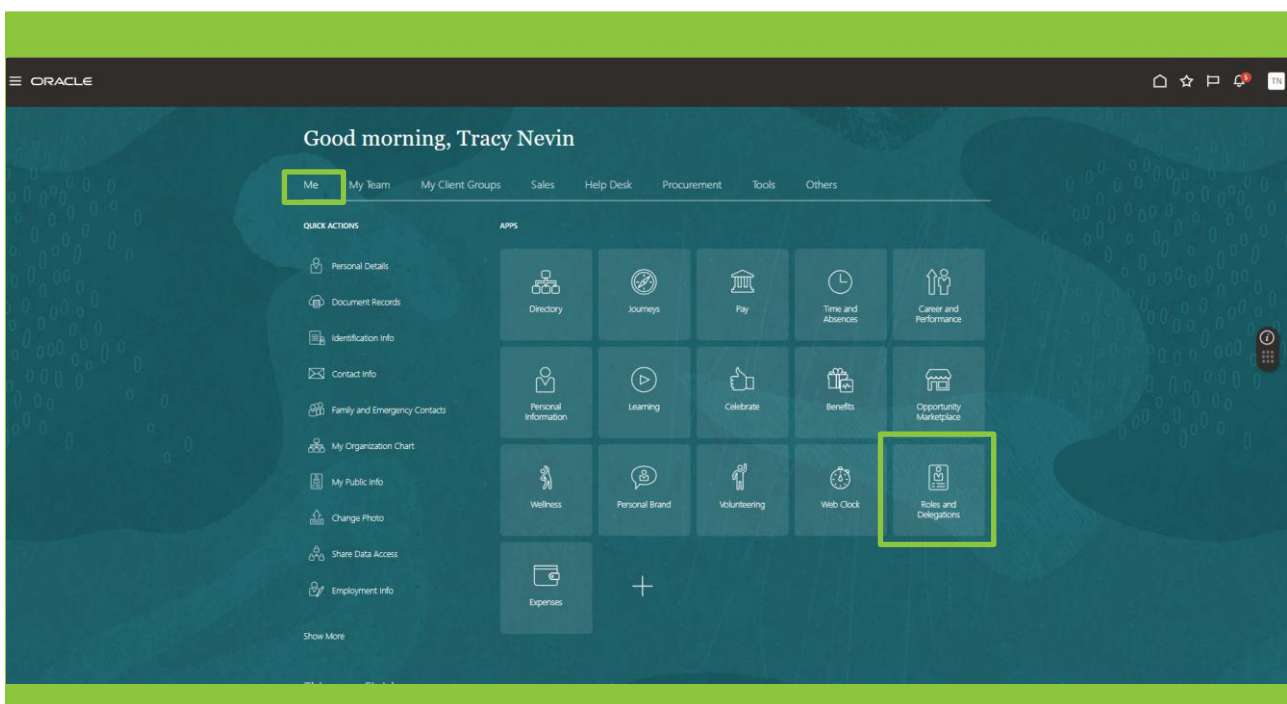 ORACLE
5
TN
Good morning, Tracy Nevin
Me My Team My Client Groups Sales Help Desk Procurement Tools Others
QUICK ACTIONS
APPS
Personal Details
Document Records
Identification Info
Contact Info
Family and Emergency Contacts
My Organization Chart
My Public Info
Change Photo
Share Data Access
Employment Info
Show More
Directory
Journeys
Pay
Time and
Absences
Career and
Performance
Personal
Information
Learning
Celebrate
Benefits
Opportunity
Marketplace
Wellness
Personal Brand
Volunteering
Web Clock
Roles and
Delegations
Expenses